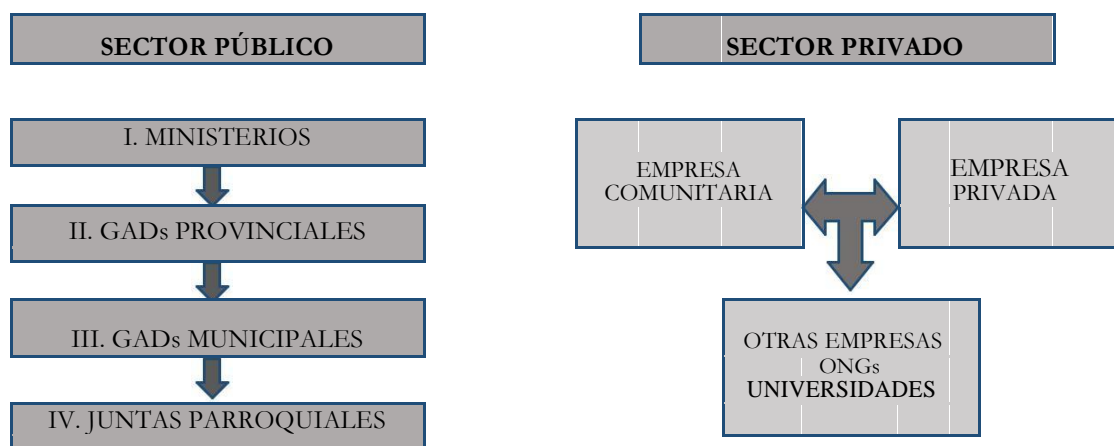 SECTOR PÚBLICO
I. MINISTERIOS
II. GADs PROVINCIALES
III. GADs MUNICIPALES
IV. JUNTAS PARROQUIALES
SECTOR PRIVADO
EMPRESA
COMUNITARIA
EMPRESA
PRIVADA
OTRAS EMPRESAS
ONGs
UNIVERSIDADES